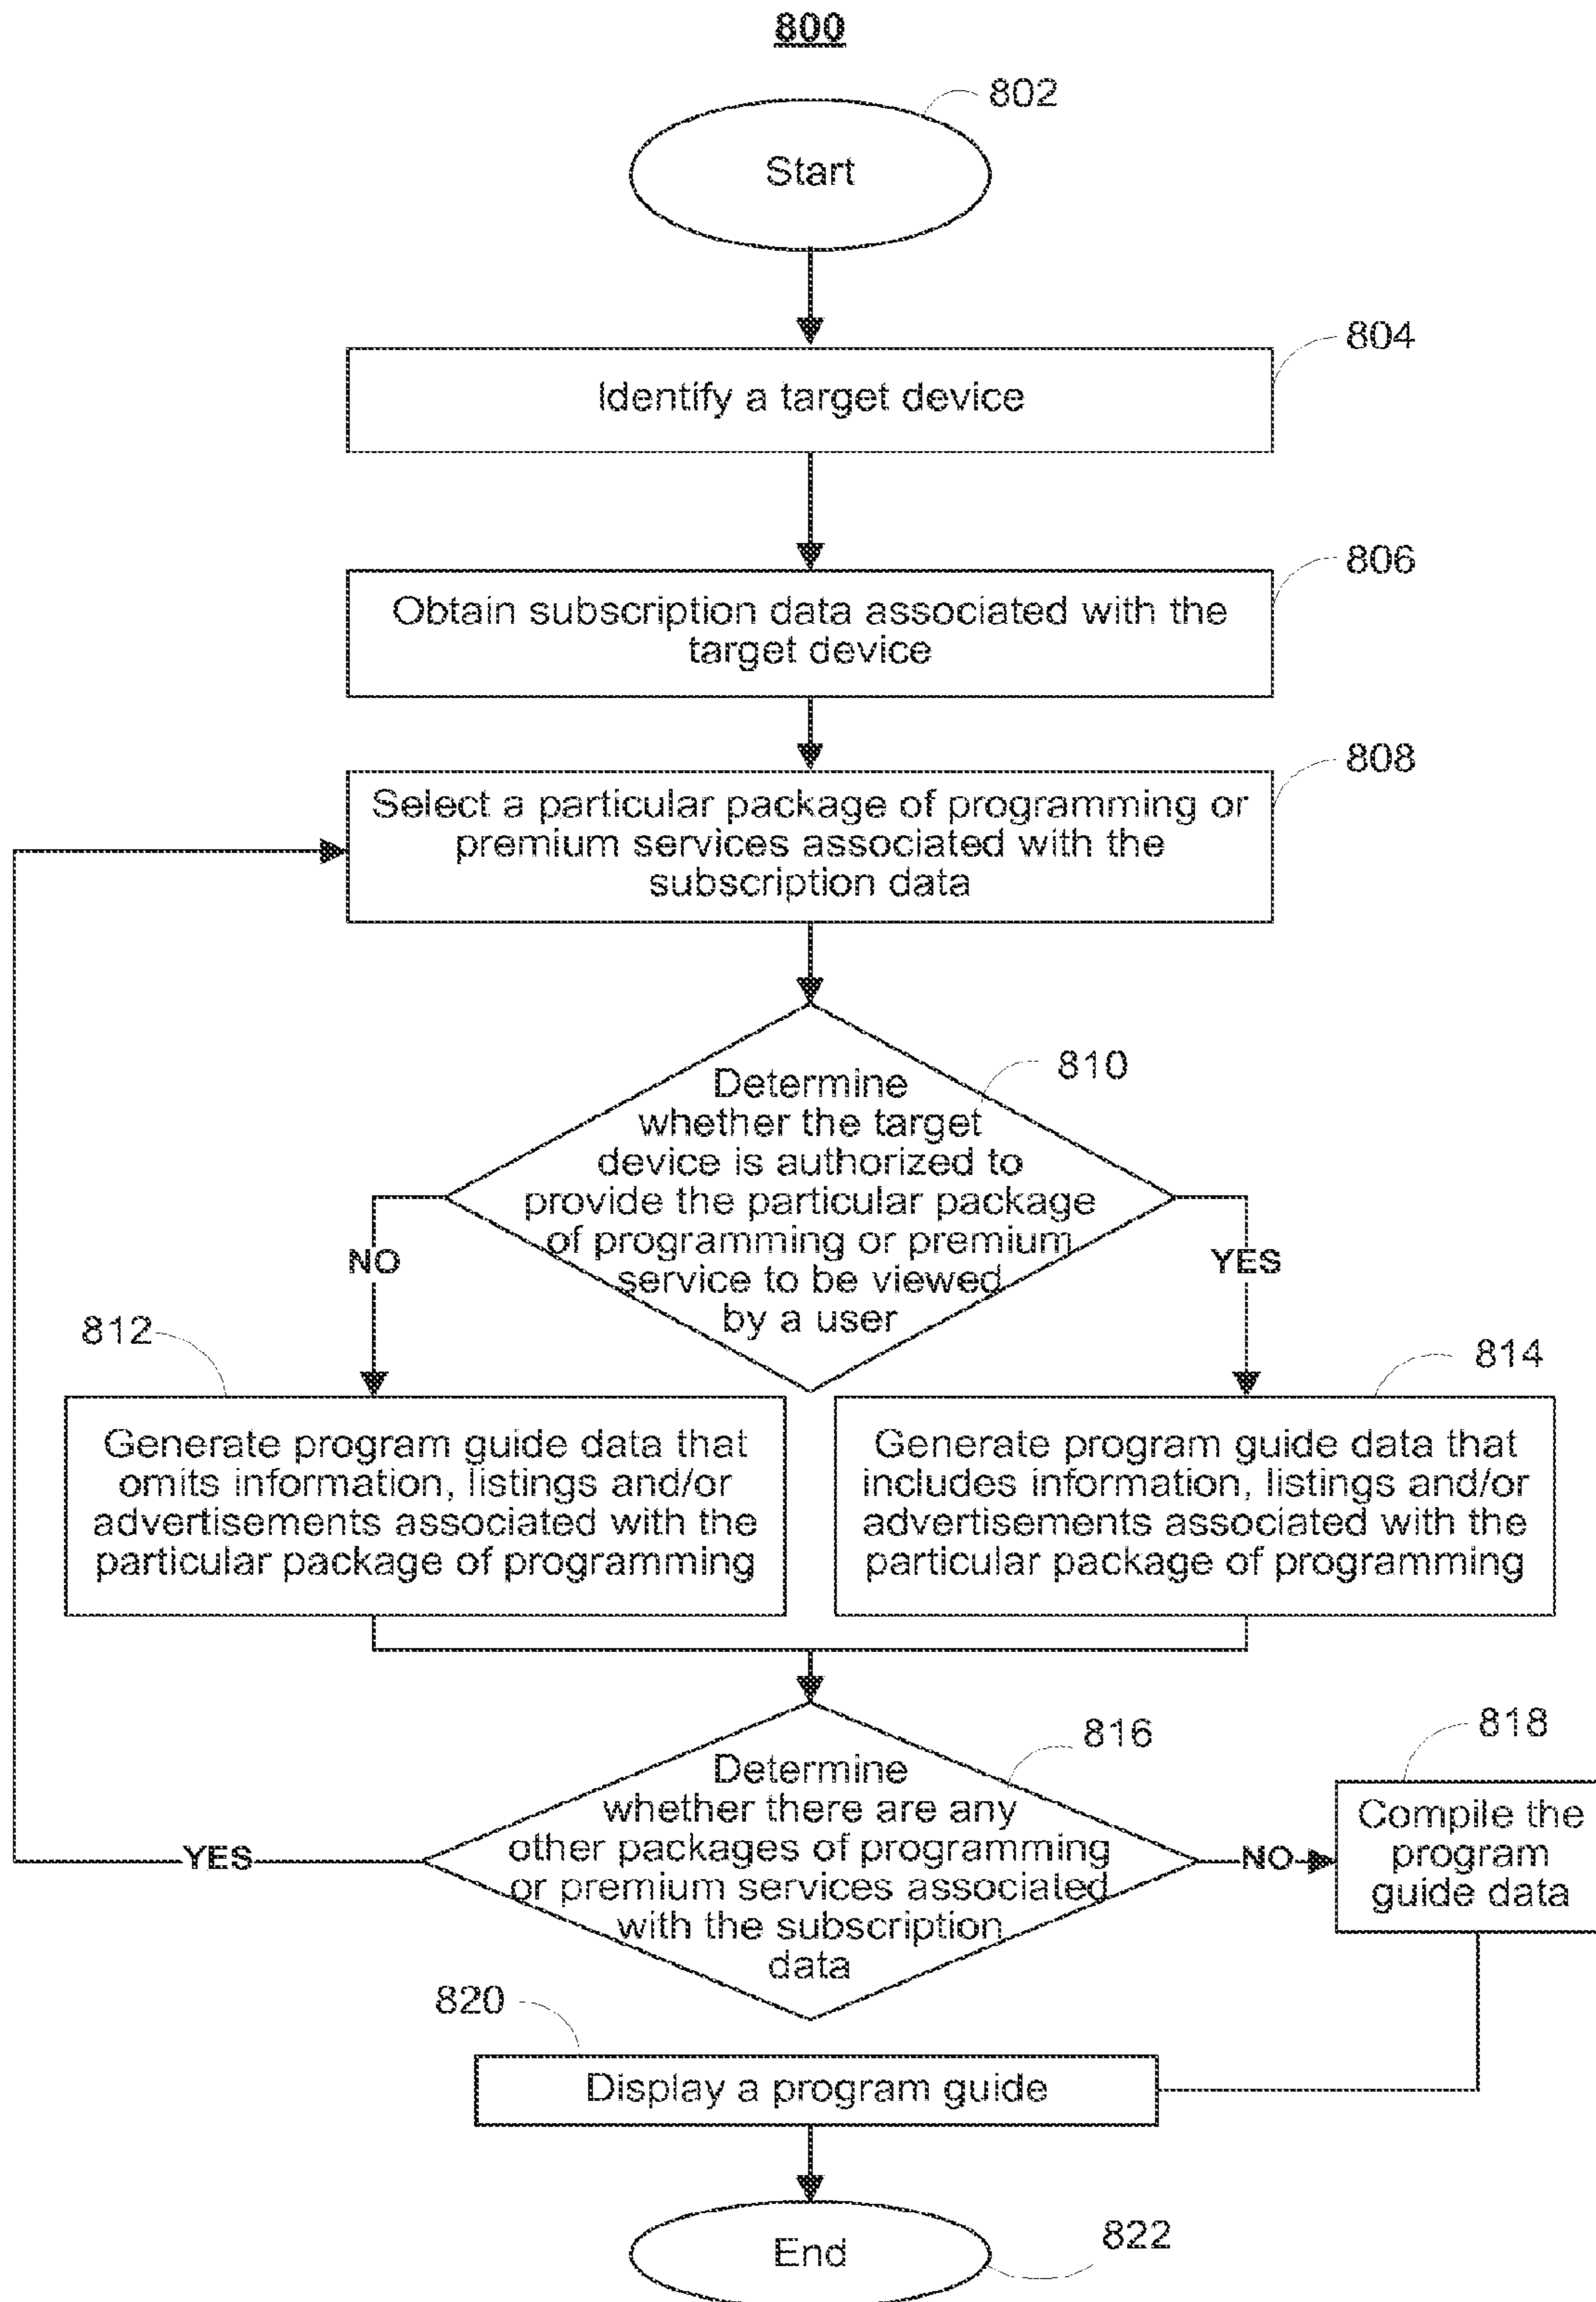 800
802
Start
804
Identify a target device
806
Obtain subscription data associated with the
target device
808
Select a particular package of programming or
premium services associated with the
subscription data
810
Determine
whether the target
device is authorized to
provide the particular package
of programming or premium
service to be viewed
by a user
NO
YES
812
814
Generate program guide data that
omits information, listings and/or
advertisements associated with the
particular package of programming
Generate program guide data that
includes information, listings and/or
advertisements associated with the
particular package of programming
816
818
Determine
whether there are any
other packages of programming
or premium services associated
with the subscription
data
YES
NO
Compile the
program
guide data
820
Display a program guide
End
822